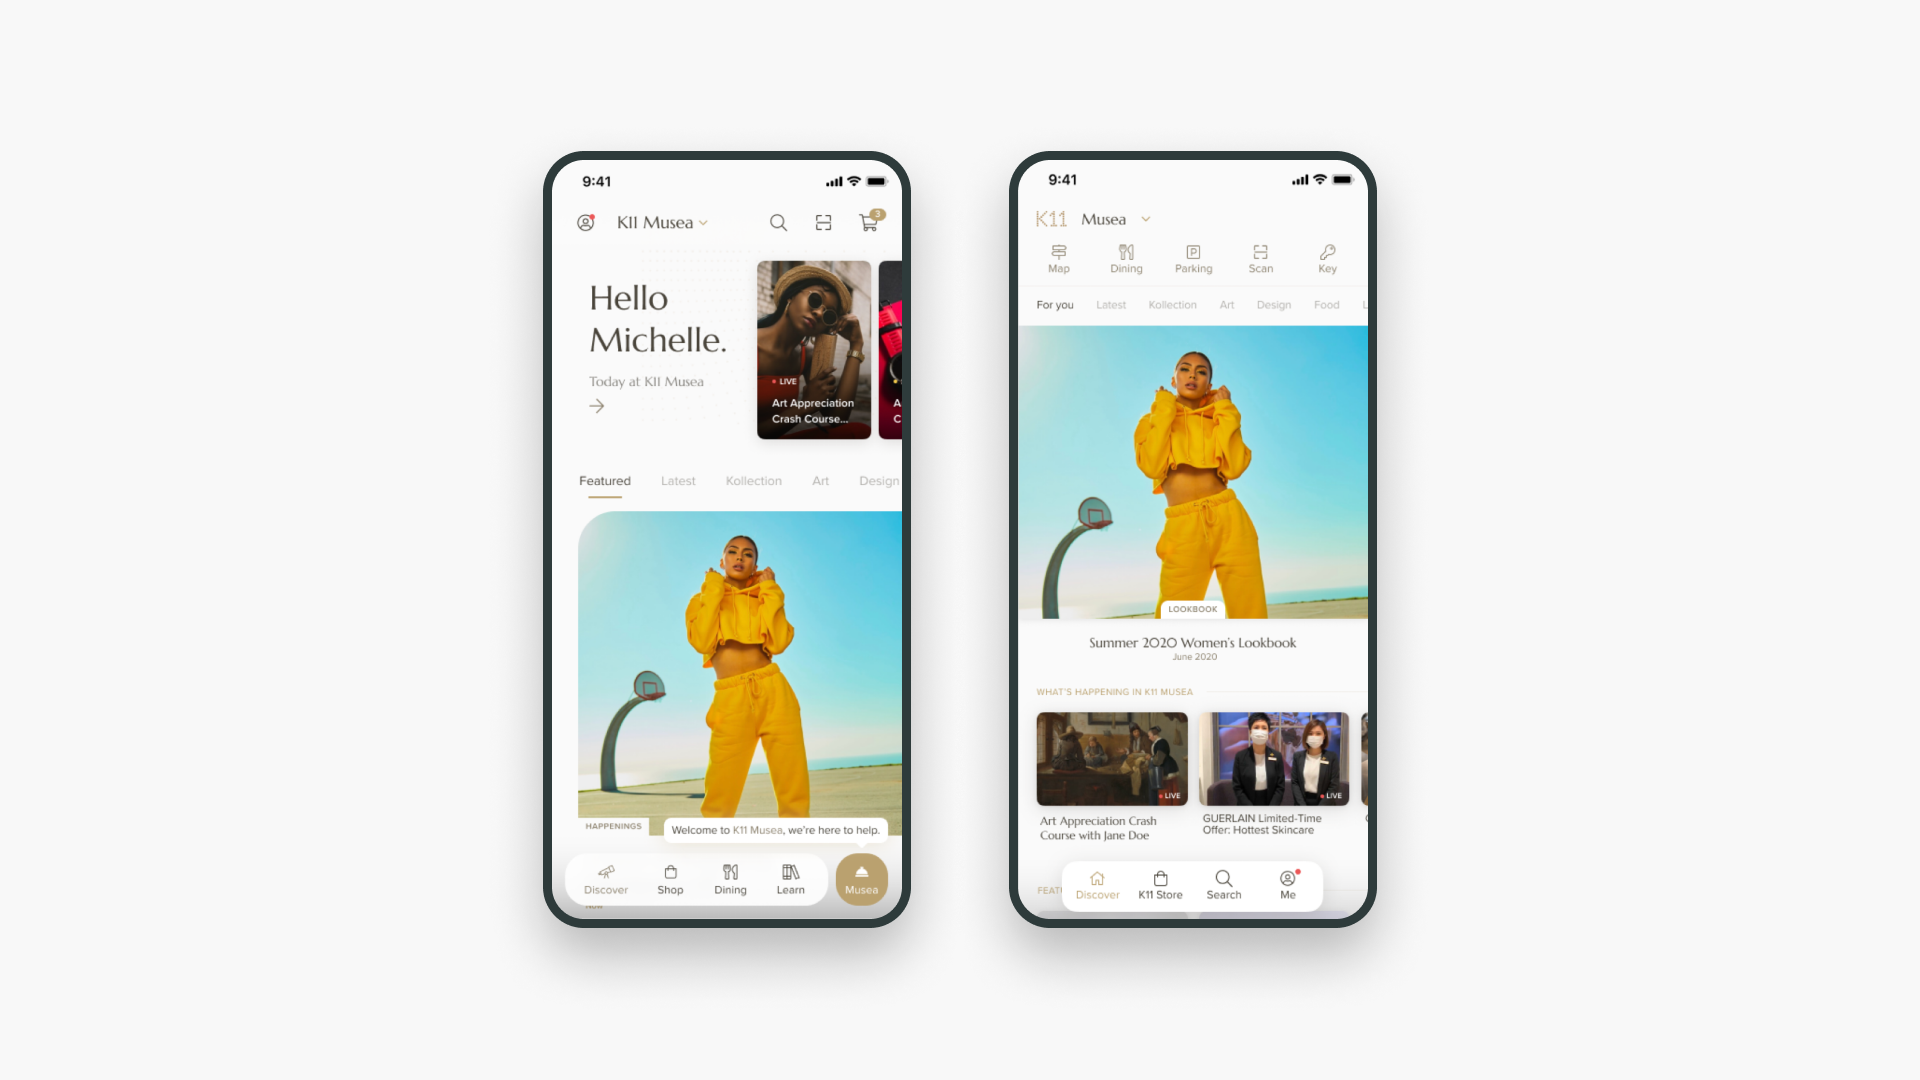 9:41
K11 Musea
3
Hello
Michelle.
Today at K11 Musea
LIVE
Art Appreciation
Crash Course...
A
C
Featured Latest Kollection Art Design
HAPPENINGS
Welcome to K11 Musea, we're here to help.
Discover Shop Dining Learn Musea
Now
9:41
K11 Musea
Map Dining Parking Scan Key
For you Latest Kollection Art Design Food L
LOOKBOOK
Summer 2020 Women's Lookbook
June 2020
WHAT'S HAPPENING IN K11 MUSEA
LIVE
LIVE
Art Appreciation Crash
Course with Jane Doe
GUERLAIN Limited-Time
Offer: Hottest Skincare
FEAT
Discover K11 Store Search Me